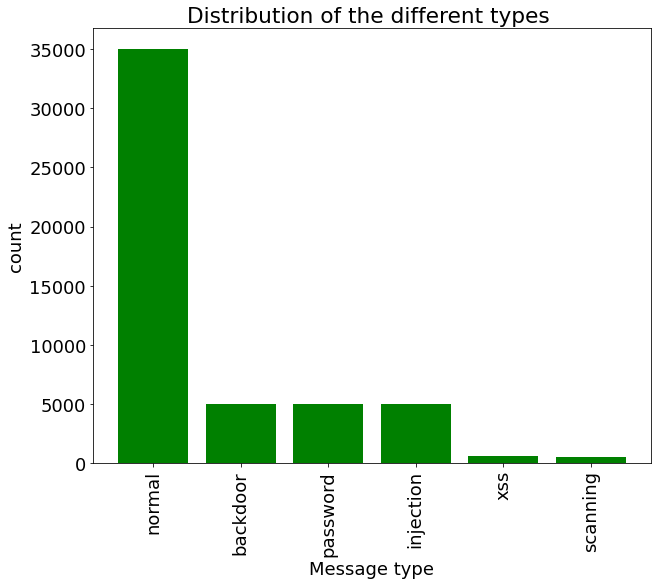 Distribution of the different types
35000
30000
25000
20000
15000
10000
5000
0
count
normal
backdoor
password
injection
xss
scanning
Message type